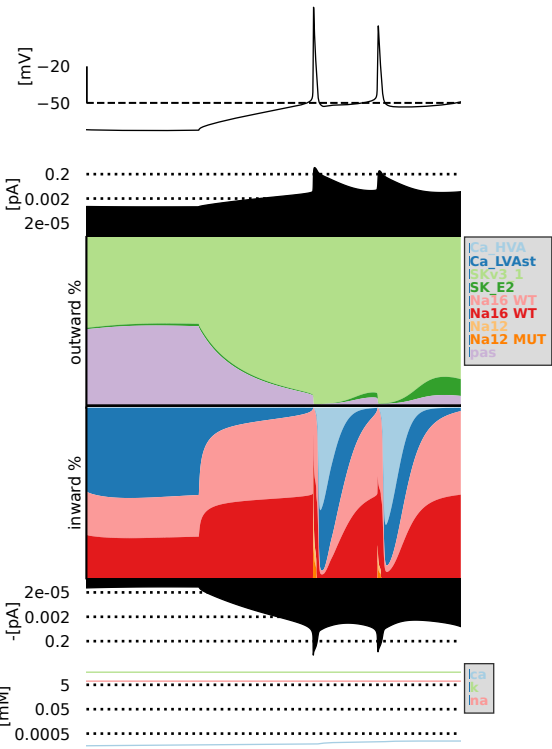 [mV]
−20
−50
[pA]
0.2
0.002
2e-05
outward %
Ca_HVA
Ca_LVAst
SKv3_1
SK_E2
Na16 WT
Na16 WT
Na12
Na12 MUT
pas
inward %
-[pA]
2e-05
0.002
0.2
[mM]
5
0.05
0.0005
ca
k
na